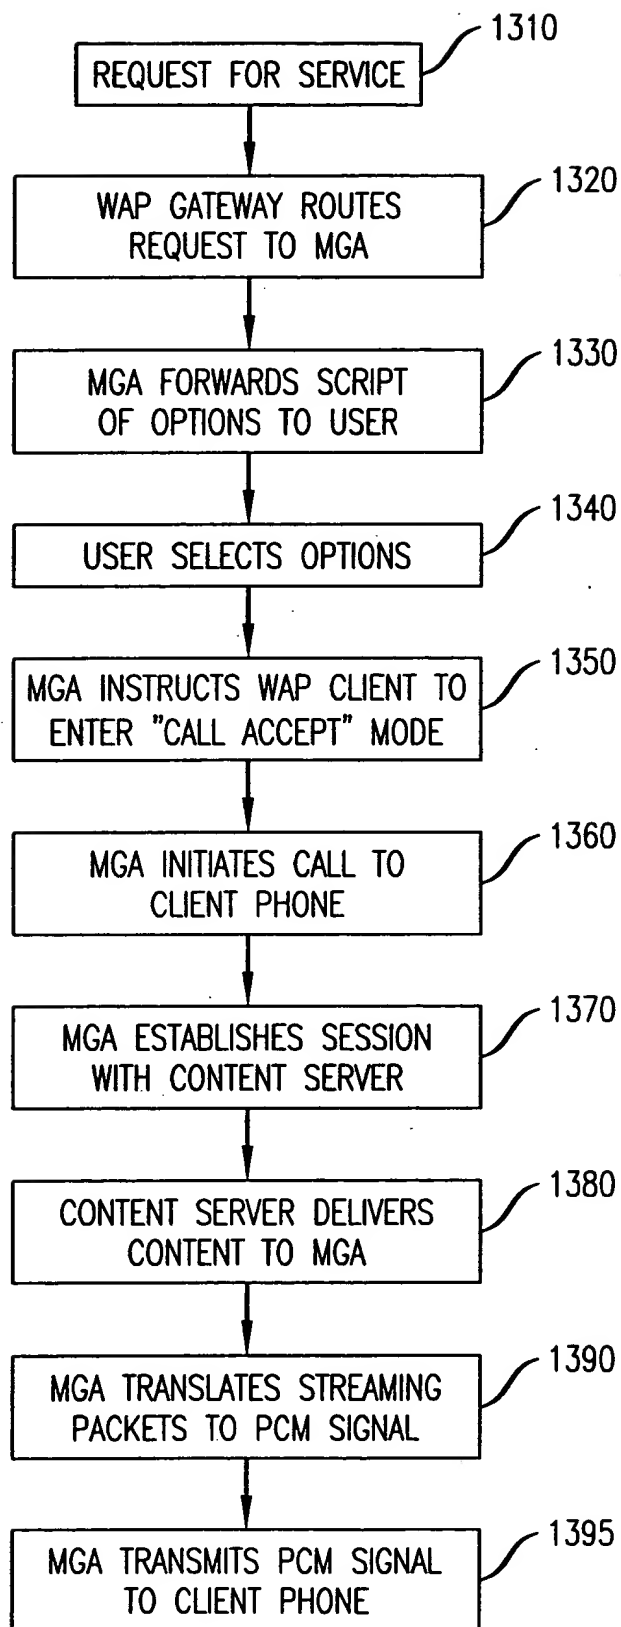 1310
REQUEST FOR SERVICE
1320
WAP GATEWAY ROUTES
REQUEST TO MGA
1330
MGA FORWARDS SCRIPT
OF OPTIONS TO USER
1340
USER SELECTS OPTIONS
1350
MGA INSTRUCTS WAP CLIENT TO
ENTER "CALL ACCEPT" MODE
1360
MGA INITIATES CALL TO
CLIENT PHONE
1370
MGA ESTABLISHES SESSION
WITH CONTENT SERVER
1380
CONTENT SERVER DELIVERS
CONTENT TO MGA
1390
MGA TRANSLATES STREAMING
PACKETS TO PCM SIGNAL
1395
MGA TRANSMITS PCM SIGNAL
TO CLIENT PHONE